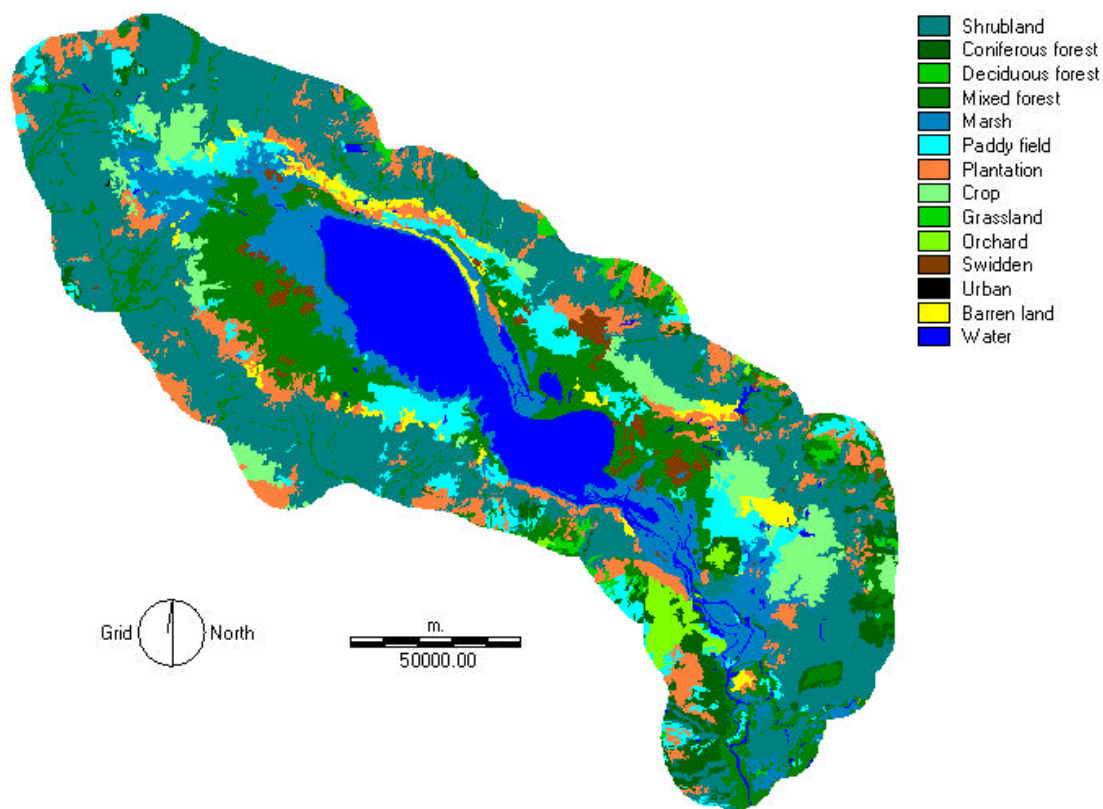 Shrubland
Coniferous forest
Deciduous forest
Mixed forest
Marsh
Paddy field
Plantation
Crop
Grassland
Orchard
Swidden
Urban
Barren land
Water
Grid North
m.
50000.00